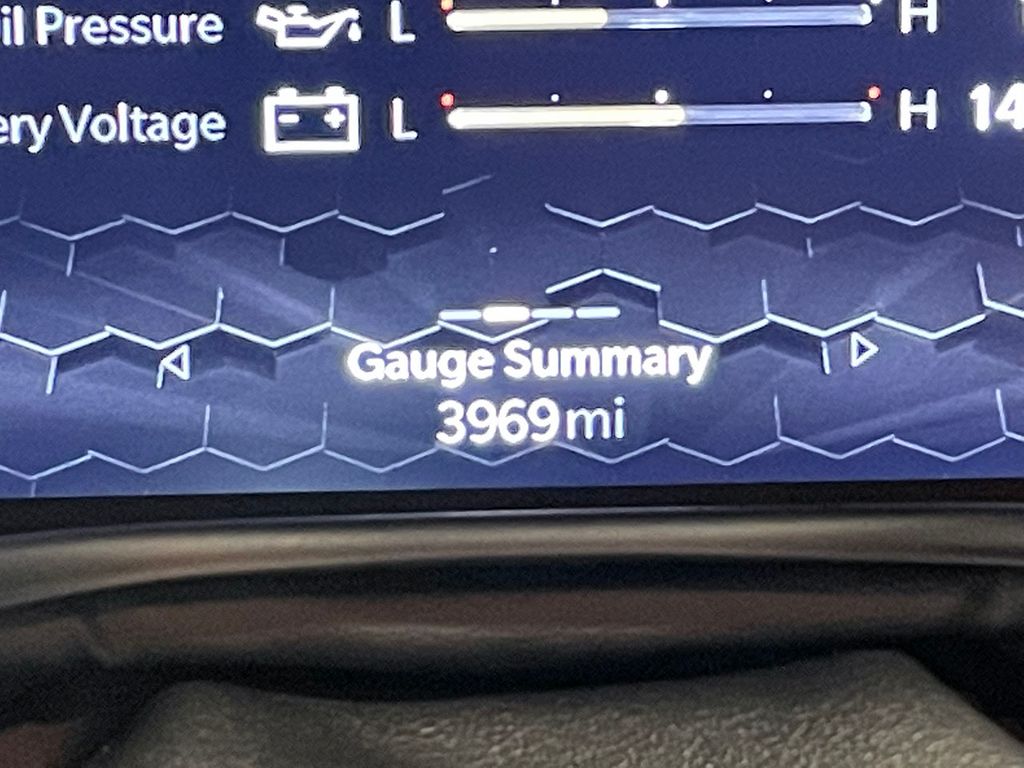 il Pressure L H
ery Voltage L H 14
Gauge Summary
3969 mi